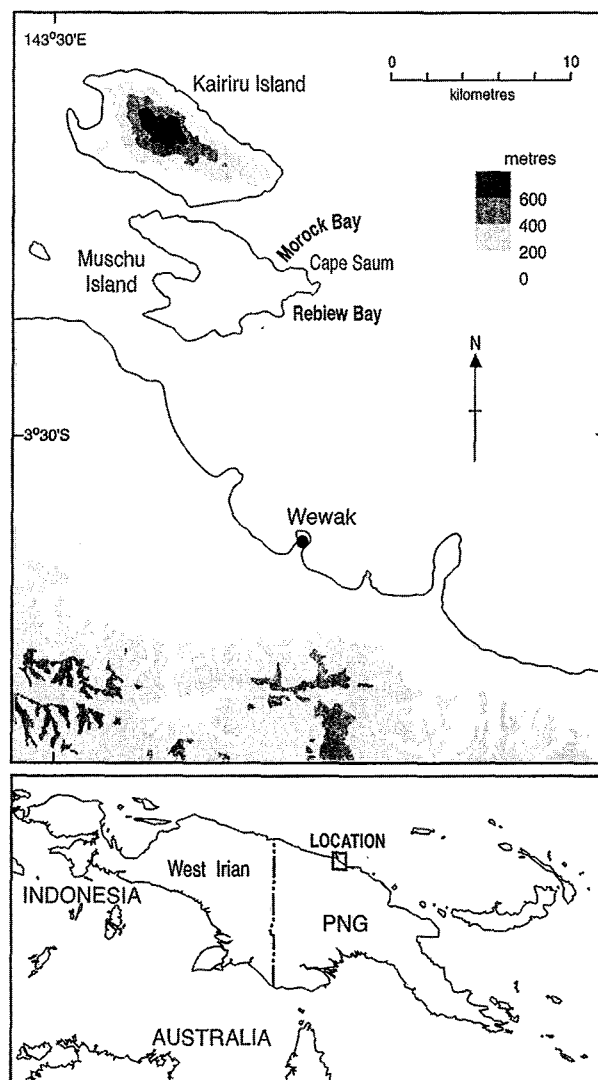 143°30'E
Kairiru Island
0 10
kilometres
metres
600
400
200
0
Morock Bay
Muschu
Island
Cape Saum
Rebiew Bay
N
3°30'S
Wewak
LOCATION
West Irian
INDONESIA
PNG
AUSTRALIA